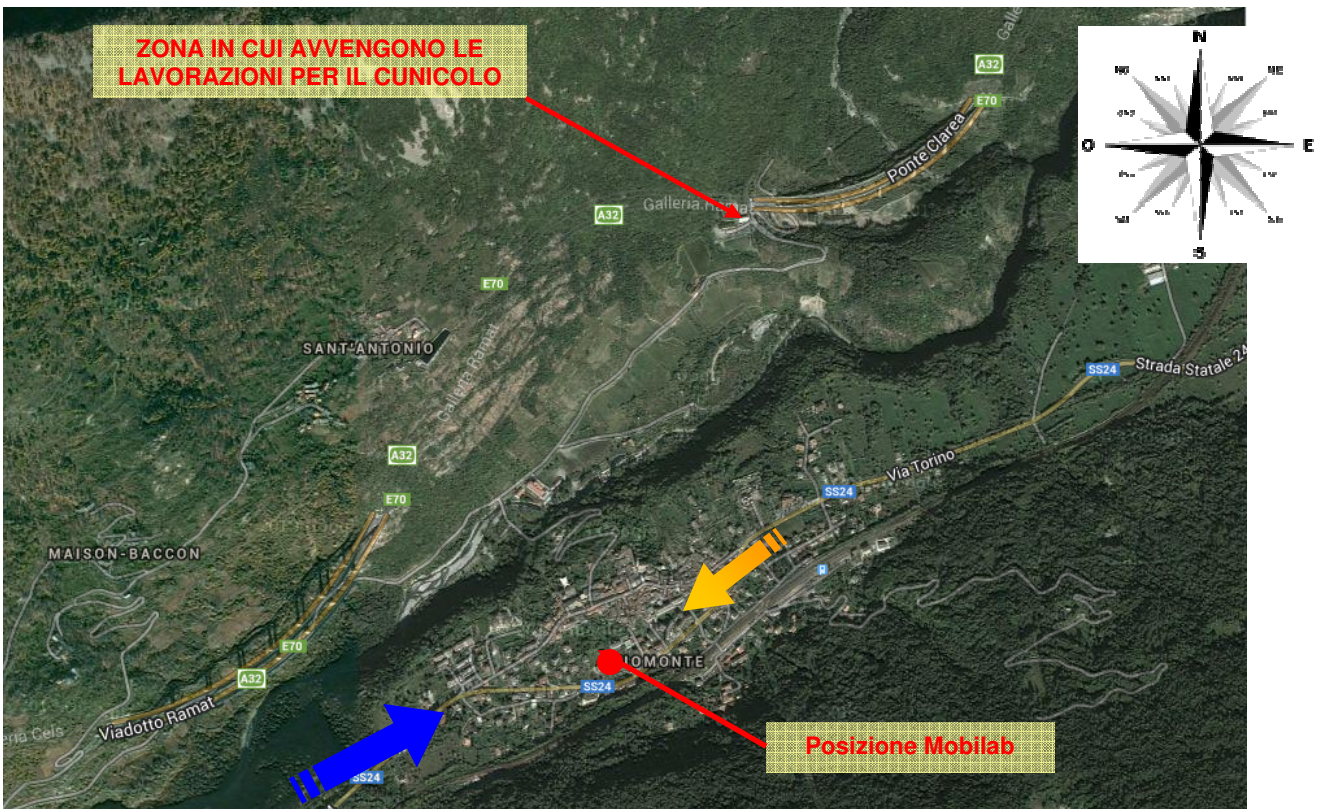 ZONA IN CUI AVVENGONO LE
LAVORAZIONI PER IL CUNICOLO
N
NO
NE
O
E
S
A32
E70
Ponte Clarea
Galleria Ramat
A32
E70
SANT'ANTONIO
Galleria Ramat
SS24
Strada Statale 24
A32
Via Torino
SS24
E70
MAISON-BACCON
E70
A32
IOMONTE
SS24
Viadotto Ramat
Posizione Mobilab
SS24